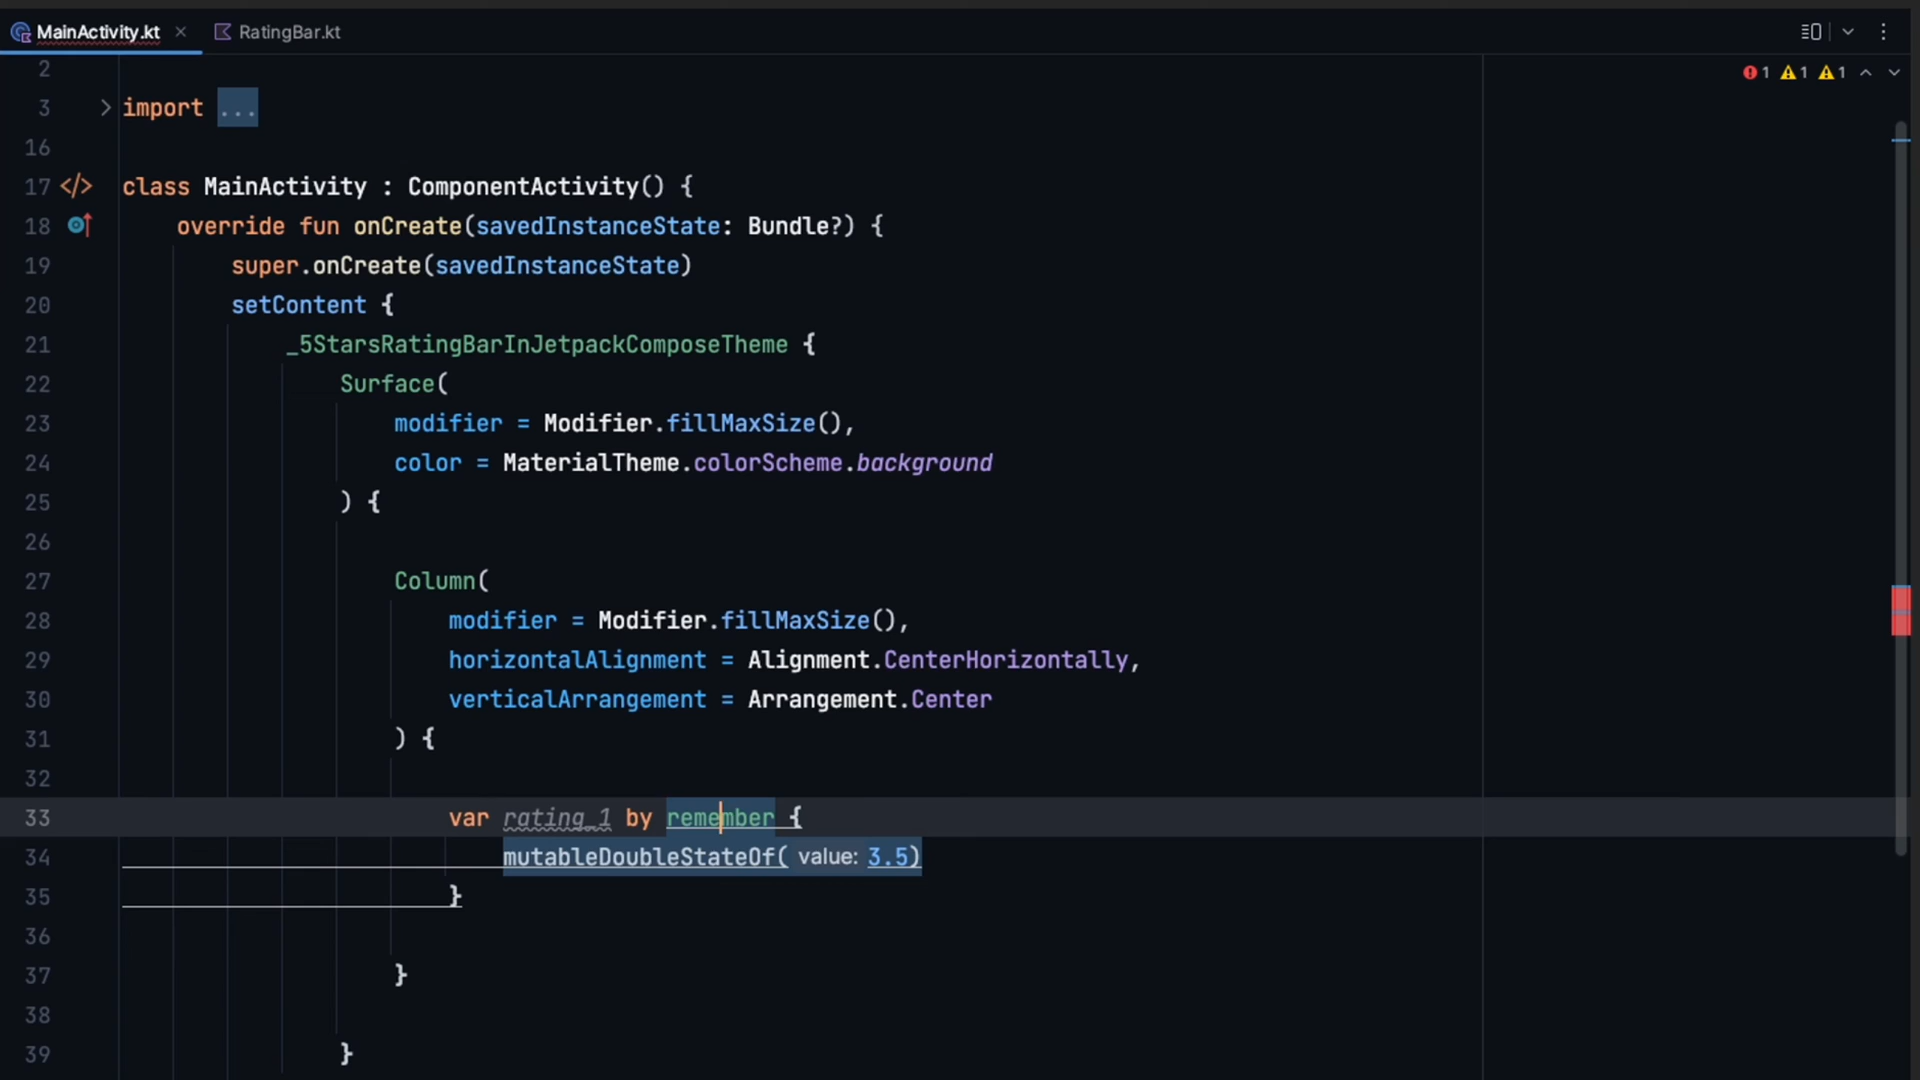 MainActivity.kt
RatingBar.kt
1 1 1
2
3 import ...
16
17 class MainActivity : ComponentActivity() {
18 override fun onCreate(savedInstanceState: Bundle?) {
19 super.onCreate(savedInstanceState)
20 setContent {
21 _5StarsRatingBarInJetpackComposeTheme {
22 Surface(
23 modifier = Modifier.fillMaxSize(),
24 color = MaterialTheme.colorScheme.background
25 ) {
26
27 Column(
28 modifier = Modifier.fillMaxSize(),
29 horizontalAlignment = Alignment.CenterHorizontally,
30 verticalArrangement = Arrangement.Center
31 ) {
32
33 var rating_1 by remember {
34 mutableDoubleStateOf( value: 3.5)
35 }
36
37 }
38
39 }